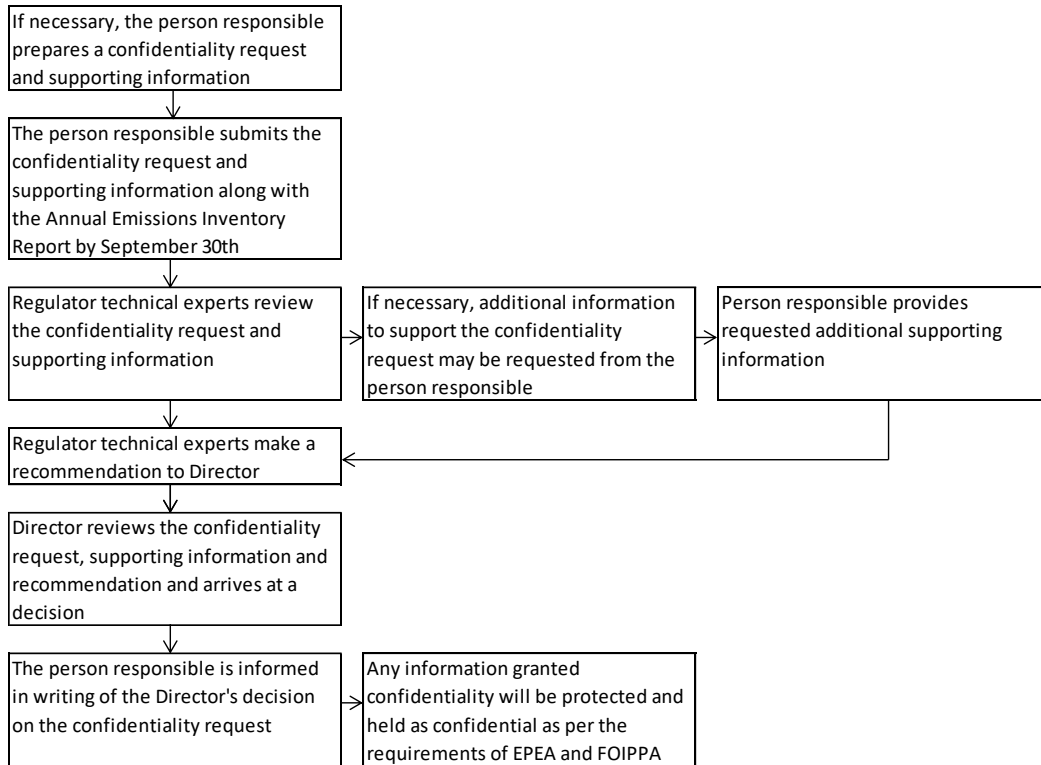 If necessary, the person responsible
prepares a confidentiality request
and supporting information
The person responsible submits the
confidentiality request and
supporting information along with
the Annual Emissions Inventory
Report by September 30th
Regulator technical experts review
the confidentiality request and
supporting information
If necessary, additional information
to support the confidentiality
request may be requested from the
person responsible
Person responsible provides
requested additional supporting
information
Regulator technical experts make a
recommendation to Director
Director reviews the confidentiality
request, supporting information and
recommendation and arrives at a
decision
The person responsible is informed
in writing of the Director's decision
on the confidentiality request
Any information granted
confidentiality will be protected and
held as confidential as per the
requirements of EPEA and FOIPPA